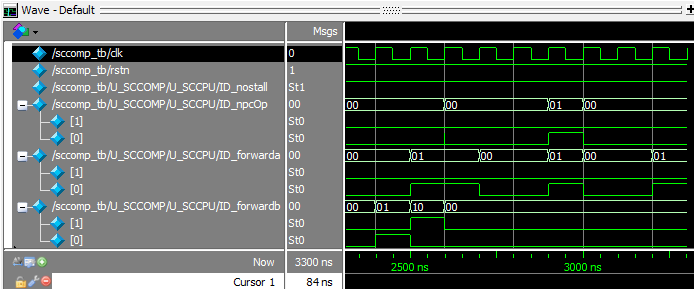 Wave - Default
Msgs
/sccomp_tb/clk 0
/sccomp_tb/rstn 1
/sccomp_tb/U_SCCOMP/U_SCCPU/ID_nostall St1
/sccomp_tb/U_SCCOMP/U_SCCPU/ID_npcOp 00 00 00 01 00
[1] St0
[0] St0
/sccomp_tb/U_SCCOMP/U_SCCPU/ID_forwarda 00 00 01 00 01 00 01
[1] St0
[0] St0
/sccomp_tb/U_SCCOMP/U_SCCPU/ID_forwardb 00 00 01 10 00
[1] St0
[0] St0
Now 3300 ns 2500 ns 3000 ns
Cursor 1 84 ns